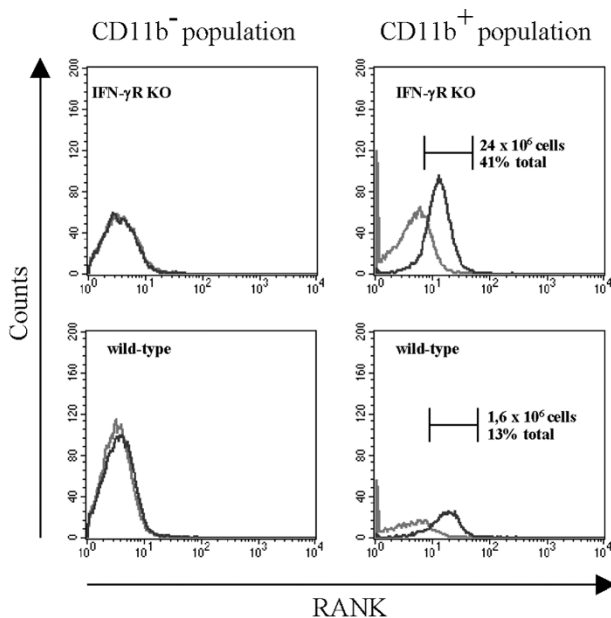 CD11b⁻ population
CD11b⁺ population
Counts
200
160
120
80
40
0
IFN-γR KO
10⁰ 10¹ 10² 10³ 10⁴
200
160
120
80
40
0
IFN-γR KO
24 x 10⁶ cells
41% total
10⁰ 10¹ 10² 10³ 10⁴
200
160
120
80
40
0
wild-type
10⁰ 10¹ 10² 10³ 10⁴
200
160
120
80
40
0
wild-type
1,6 x 10⁶ cells
13% total
10⁰ 10¹ 10² 10³ 10⁴
RANK